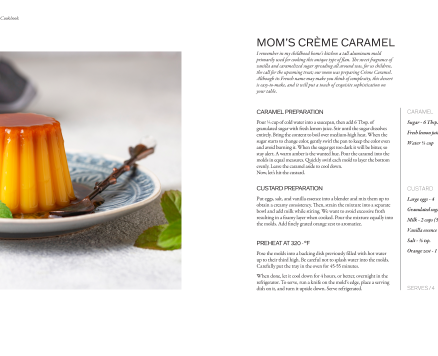 Cookbook
MOM'S CRÈME CARAMEL
I remember to my childhood home's kitchen a tall aluminum mold
primarily used for cooking this unique type of flan. The sweet fragrance of
vanilla and caramelized sugar spreading all around was, for us children,
the call for the upcoming treat; our mom was preparing Crème Caramel.
Although its French name may make you think of complexity, this dessert
is easy to make, and it will put a touch of exquisite sophistication on
your table.
CARAMEL PREPARATION
Pour ½ cup of cold water into a saucepan, then add 6 Tbsp. of
granulated sugar with fresh lemon juice. Stir until the sugar dissolves
entirely. Bring the content to boil over medium-high heat. When the
sugar starts to change color, gently swirl the pan to keep the color even
and avoid burning it. When the sugar gets too dark it will be bitter, so
stay alert. A warm amber is the wanted hue. Pour the caramel into the
molds in equal measures. Quickly swirl each mold to layer the bottom
evenly. Leave the caramel aside to cool down.
Now, let's hit the custard.
CUSTARD PREPARATION
Put eggs, salt, and vanilla essence into a blender and mix them up to
obtain a creamy consistency. Then, strain the mixture into a separate
bowl and add milk while stirring. We want to avoid excessive froth
resulting in a foamy layer when cooked. Pour the mixture equally into
the molds. Add finely grated orange zest to aromatize.
PREHEAT AT 320 °F
Pour the molds into a backing dish previously filled with hot water
up to their third high. Be careful not to splash water into the molds.
Carefully put the tray in the oven for 45-55 minutes.
When done, let it cool down for 4 hours, or better, overnight in the
refrigerator. To serve, run a knife on the mold's edge, place a serving
dish on it, and turn it upside down. Serve refrigerated.
CARAMEL
Sugar - 6 Tbsp.
Fresh lemon
Water ½ cup
CUSTARD
Large eggs - 4
Granulated
Milk - 2 cups
Vanilla essence
Salt - ¼ tsp.
Orange zest - 1
SERVES / 4